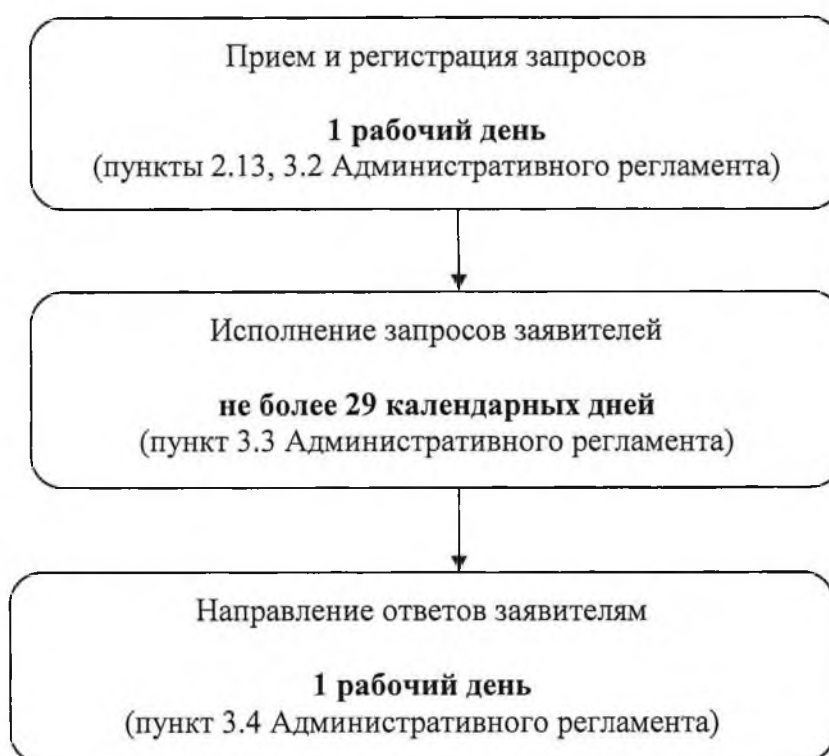 Прием и регистрация запросов
1 рабочий день
(пункты 2.13, 3.2 Административного регламента)
Исполнение запросов заявителей
не более 29 календарных дней
(пункт 3.3 Административного регламента)
Направление ответов заявителям
1 рабочий день
(пункт 3.4 Административного регламента)